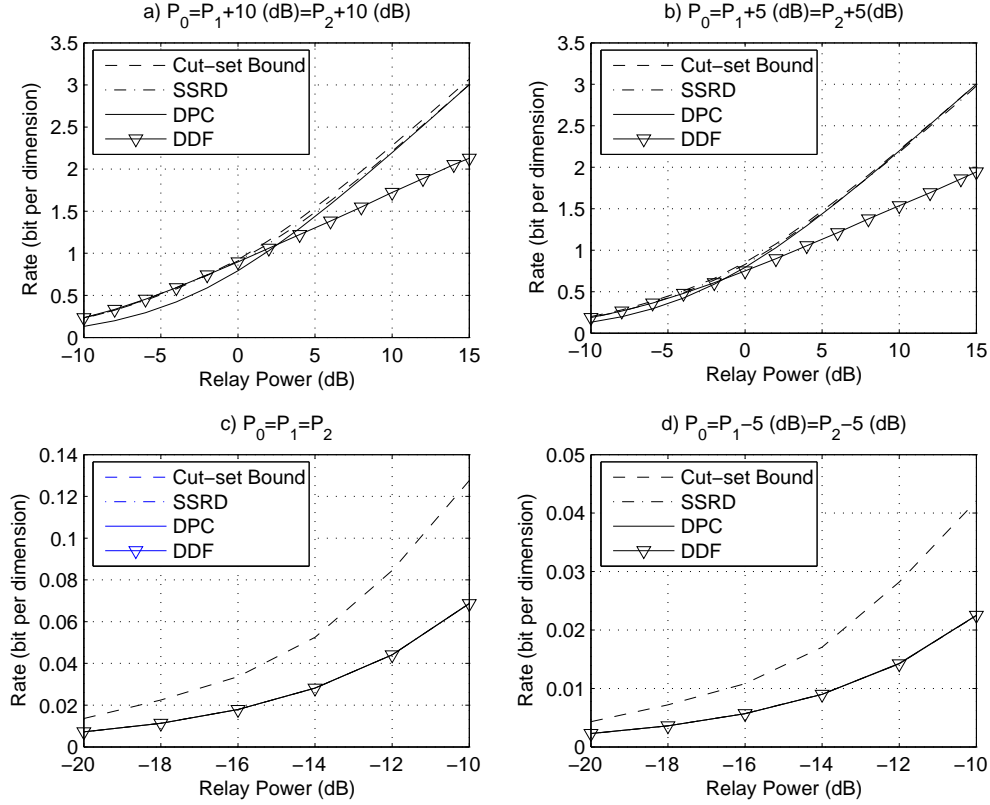 a) P₀=P₁+10 (dB)=P₂+10 (dB)
3.5
3
2.5
2
1.5
1
0.5
0
Rate (bit per dimension)
Cut−set Bound
SSRD
DPC
DDF
−10
−5
0
5
10
15
Relay Power (dB)
b) P₀=P₁+5 (dB)=P₂+5(dB)
3.5
3
2.5
2
1.5
1
0.5
0
Rate (bit per dimension)
Cut−set Bound
SSRD
DPC
DDF
−10
−5
0
5
10
15
Relay Power (dB)
c) P₀=P₁=P₂
0.14
0.12
0.1
0.08
0.06
0.04
0.02
0
Rate (bit per dimension)
Cut−set Bound
SSRD
DPC
DDF
−20
−18
−16
−14
−12
−10
Relay Power (dB)
d) P₀=P₁−5 (dB)=P₂−5 (dB)
0.05
0.04
0.03
0.02
0.01
0
Rate (bit per dimension)
Cut−set Bound
SSRD
DPC
DDF
−20
−18
−16
−14
−12
−10
Relay Power (dB)